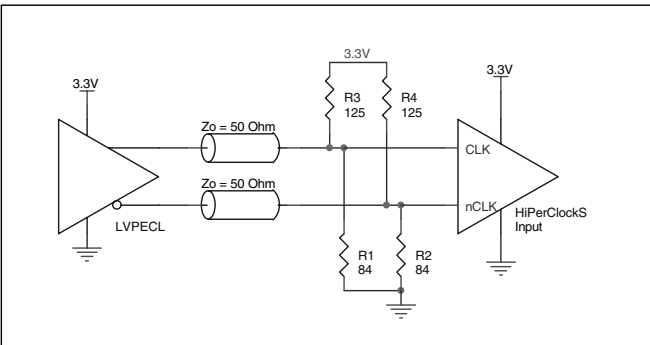 3.3V
3.3V
3.3V
R3
125
R4
125
Zo = 50 Ohm
CLK
Zo = 50 Ohm
nCLK
LVPECL
HiPerClockS
Input
R1
84
R2
84